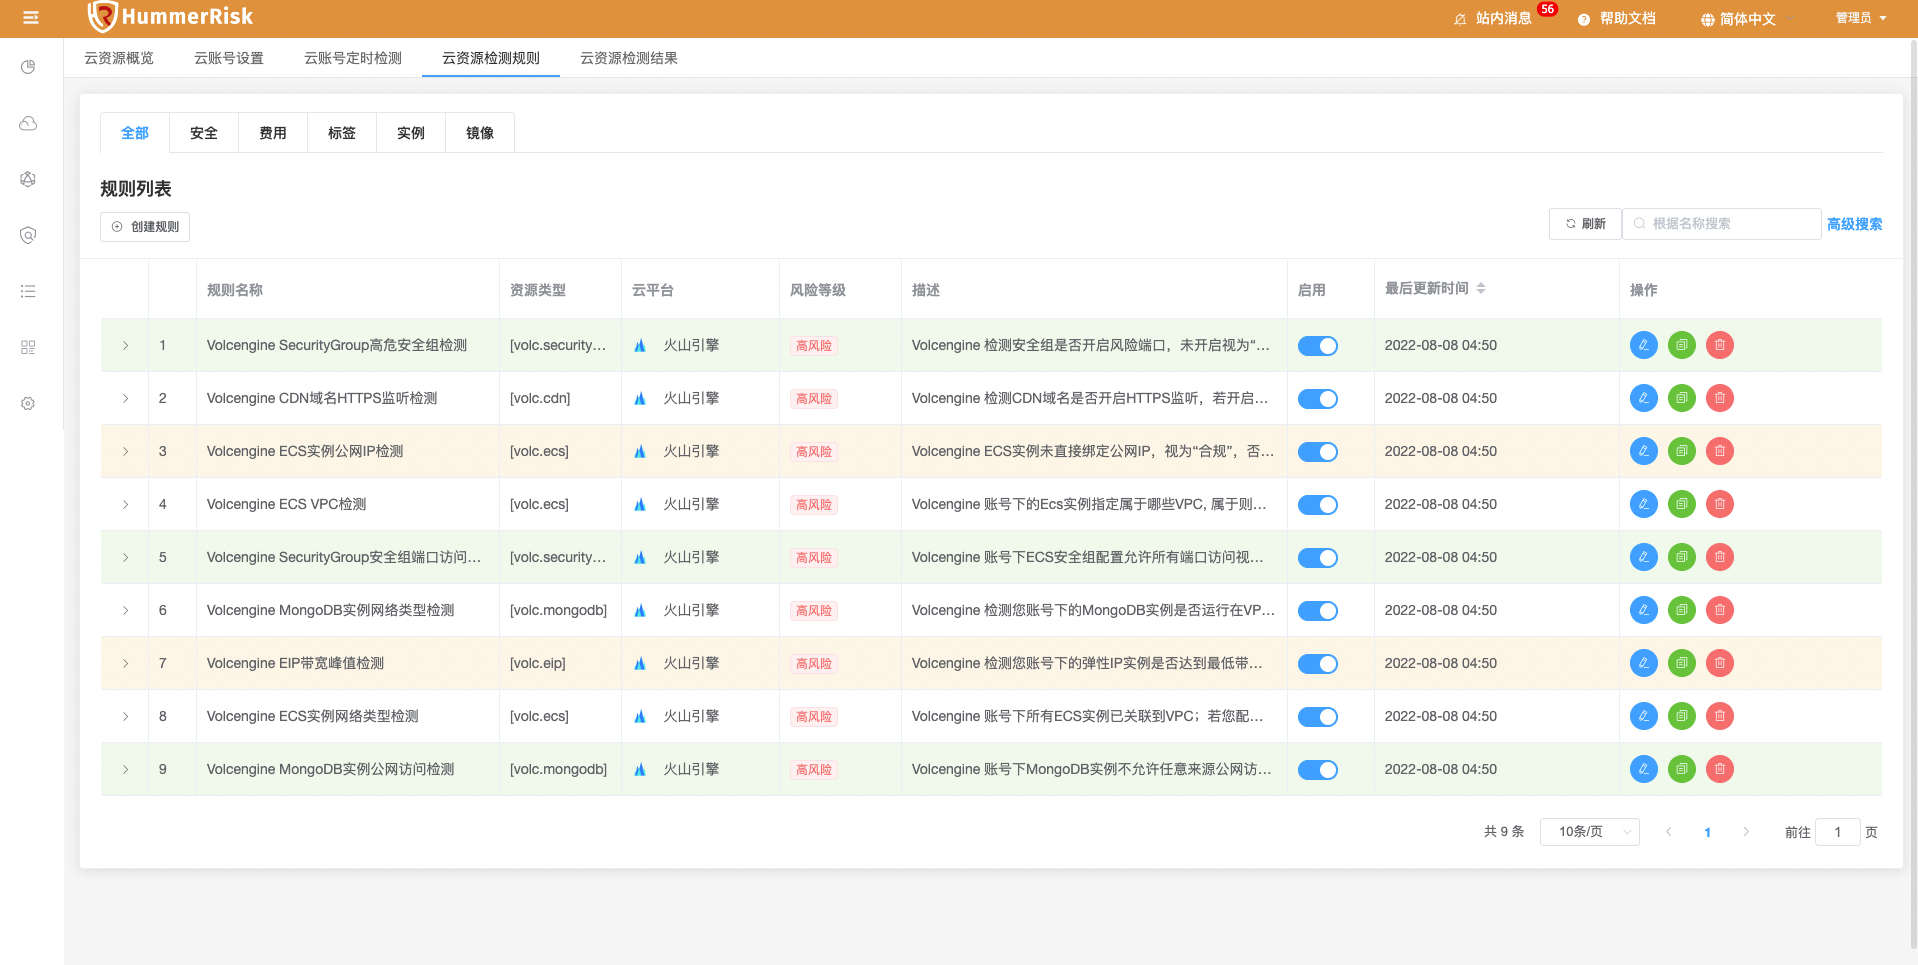 HummerRisk 站内消息 56 帮助文档 简体中文 管理员
云资源概览 云账号设置 云账号定时检测 云资源检测规则 云资源检测结果
全部 安全 费用 标签 实例 镜像
规则列表
创建规则 刷新 根据名称搜索 高级搜索
规则名称 资源类型 云平台 风险等级 描述 启用 最后更新时间 操作
1 Volcengine SecurityGroup高危安全组检测 [volc.security... 火山引擎 高风险 Volcengine 检测安全组是否开启风险端口，未开启视为“... 2022-08-08 04:50
2 Volcengine CDN域名HTTPS监听检测 [volc.cdn] 火山引擎 高风险 Volcengine 检测CDN域名是否开启HTTPS监听，若开启... 2022-08-08 04:50
3 Volcengine ECS实例公网IP检测 [volc.ecs] 火山引擎 高风险 Volcengine ECS实例未直接绑定公网IP，视为“合规”，否... 2022-08-08 04:50
4 Volcengine ECS VPC检测 [volc.ecs] 火山引擎 高风险 Volcengine 账号下的Ecs实例指定属于哪些VPC, 属于则... 2022-08-08 04:50
5 Volcengine SecurityGroup安全组端口访问... [volc.security... 火山引擎 高风险 Volcengine 账号下ECS安全组配置允许所有端口访问视... 2022-08-08 04:50
6 Volcengine MongoDB实例网络类型检测 [volc.mongodb] 火山引擎 高风险 Volcengine 检测您账号下的MongoDB实例是否运行在VP... 2022-08-08 04:50
7 Volcengine EIP带宽峰值检测 [volc.eip] 火山引擎 高风险 Volcengine 检测您账号下的弹性IP实例是否达到最低带... 2022-08-08 04:50
8 Volcengine ECS实例网络类型检测 [volc.ecs] 火山引擎 高风险 Volcengine 账号下所有ECS实例已关联到VPC；若您配... 2022-08-08 04:50
9 Volcengine MongoDB实例公网访问检测 [volc.mongodb] 火山引擎 高风险 Volcengine 账号下MongoDB实例不允许任意来源公网访... 2022-08-08 04:50
共 9 条 10条/页 1 前往 1 页